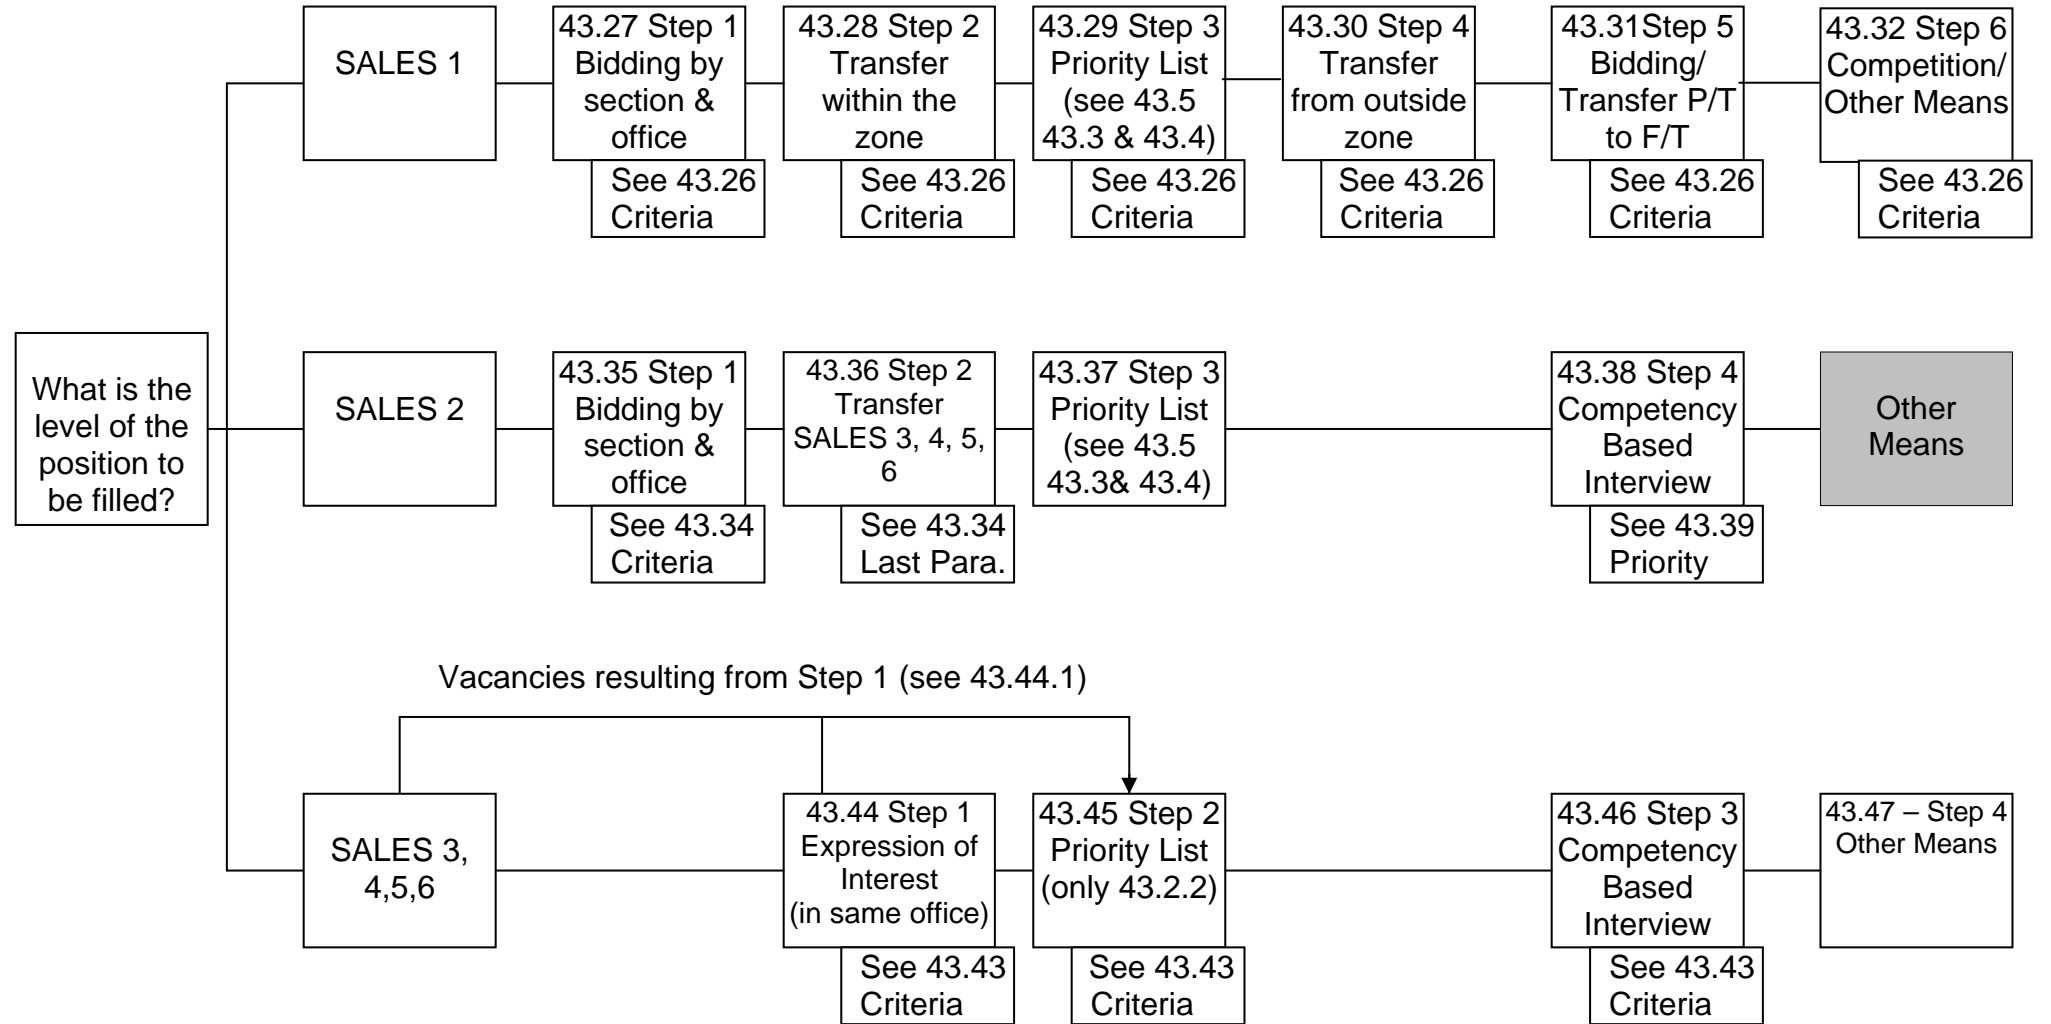 What is the
level of the
position to
be filled?
SALES 1
43.27 Step 1
Bidding by
section &
office
See 43.26
Criteria
43.28 Step 2
Transfer
within the
zone
See 43.26
Criteria
43.29 Step 3
Priority List
(see 43.5
43.3 & 43.4)
See 43.26
Criteria
43.30 Step 4
Transfer
from outside
zone
See 43.26
Criteria
43.31Step 5
Bidding/
Transfer P/T
to F/T
See 43.26
Criteria
43.32 Step 6
Competition/
Other Means
See 43.26
Criteria
SALES 2
43.35 Step 1
Bidding by
section &
office
See 43.34
Criteria
43.36 Step 2
Transfer
SALES 3, 4, 5,
6
See 43.34
Last Para.
43.37 Step 3
Priority List
(see 43.5
43.3& 43.4)
43.38 Step 4
Competency
Based
Interview
See 43.39
Priority
Other
Means
Vacancies resulting from Step 1 (see 43.44.1)
SALES 3,
4,5,6
43.44 Step 1
Expression of
Interest
(in same office)
See 43.43
Criteria
43.45 Step 2
Priority List
(only 43.2.2)
See 43.43
Criteria
43.46 Step 3
Competency
Based
Interview
See 43.43
Criteria
43.47 – Step 4
Other Means